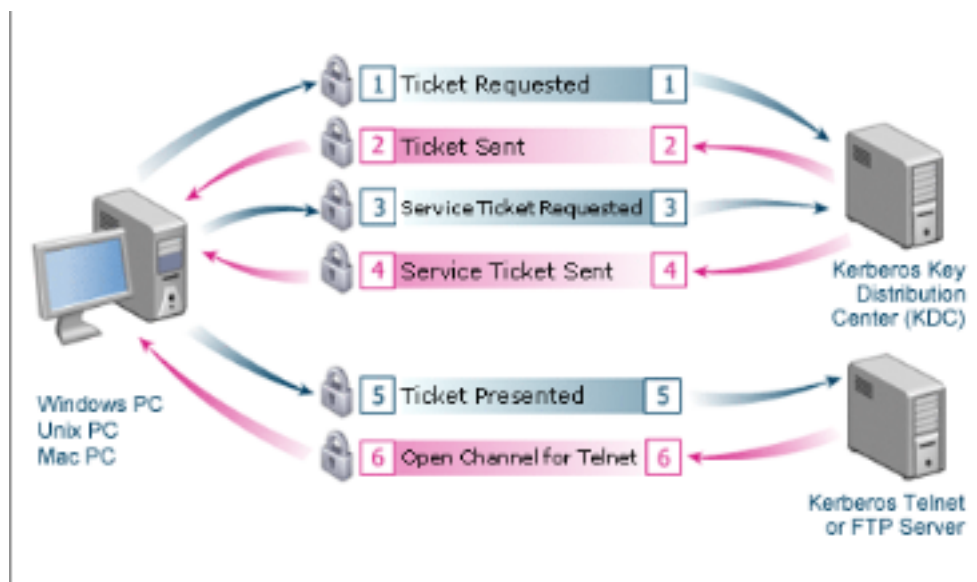 1 Ticket Requested 1
2 Ticket Sent 2
3 Service Ticket Requested 3
4 Service Ticket Sent 4
Kerberos Key
Distribution
Center (KDC)
5 Ticket Presented 5
6 Open Channel for Telnet 6
Windows PC
Unix PC
Mac PC
Kerberos Telnet
or FTP Server